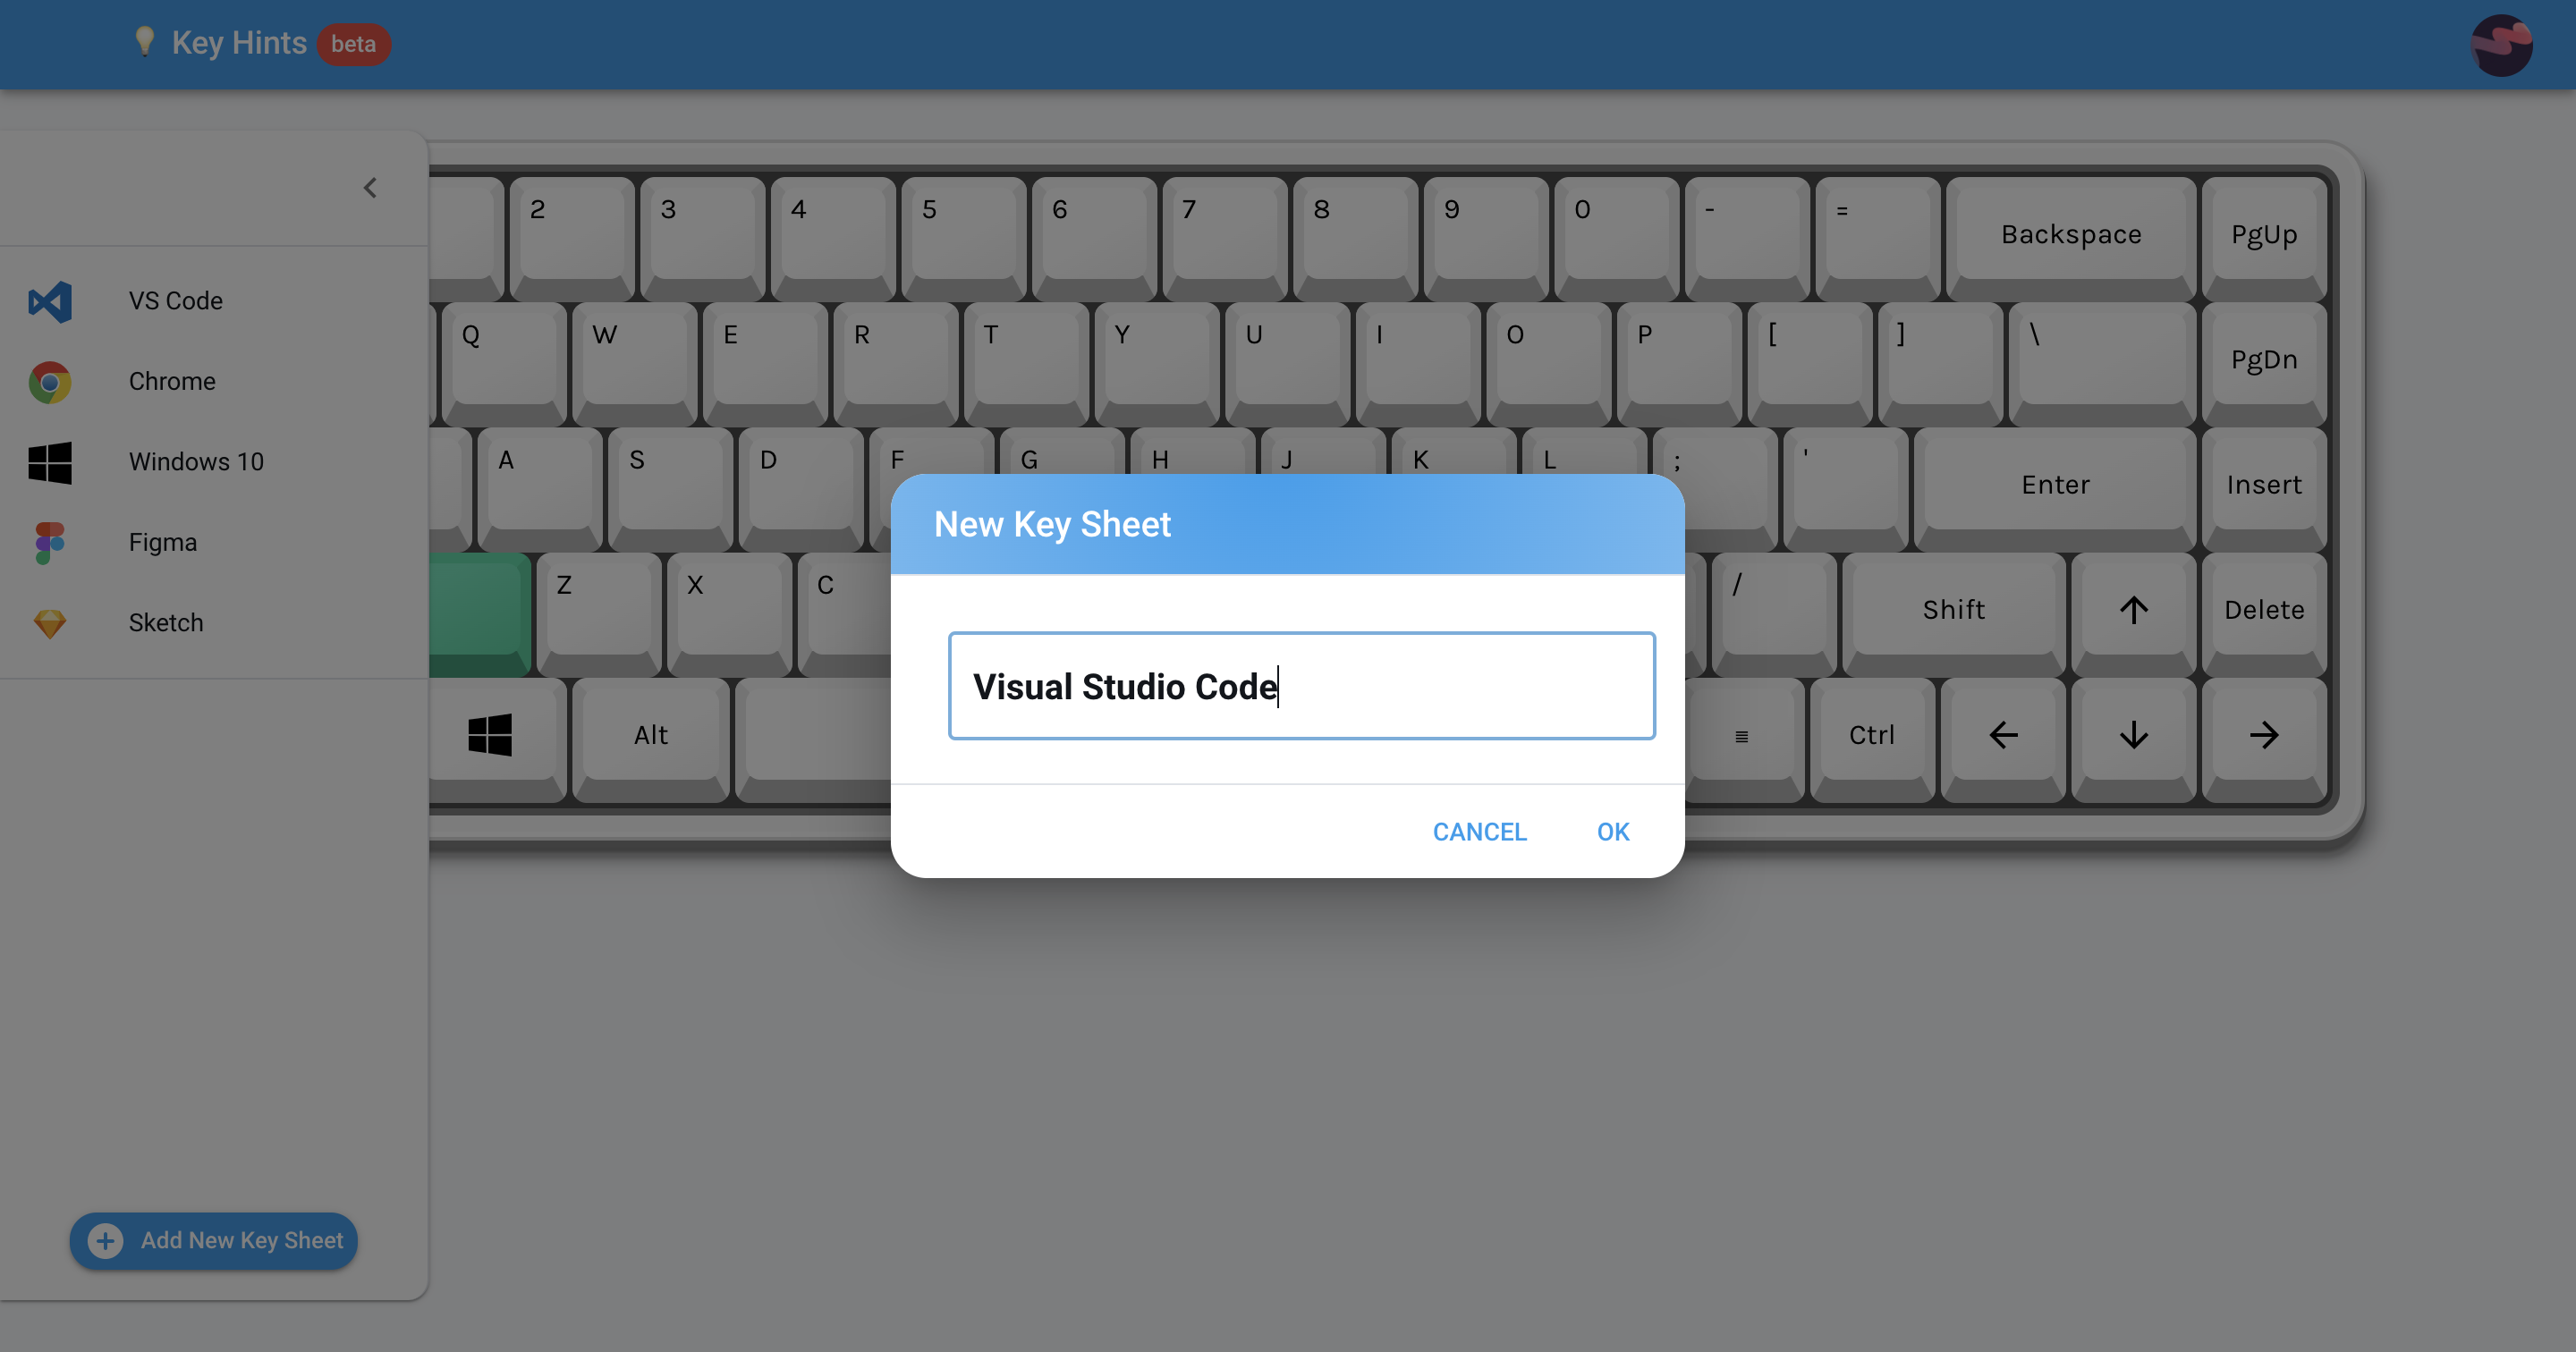 Key Hints beta
2 3 4 5 6 7 8 9 0 - = Backspace PgUp
VS Code
Q W E R T Y U I O P [ ] \ PgDn
Chrome
Windows 10
A S D F G H J K L ; ' Enter Insert
New Key Sheet
Figma
Z X C / Shift ↑ Delete
Sketch
Visual Studio Code
Alt ≣ Ctrl ← ↓ →
CANCEL OK
Add New Key Sheet